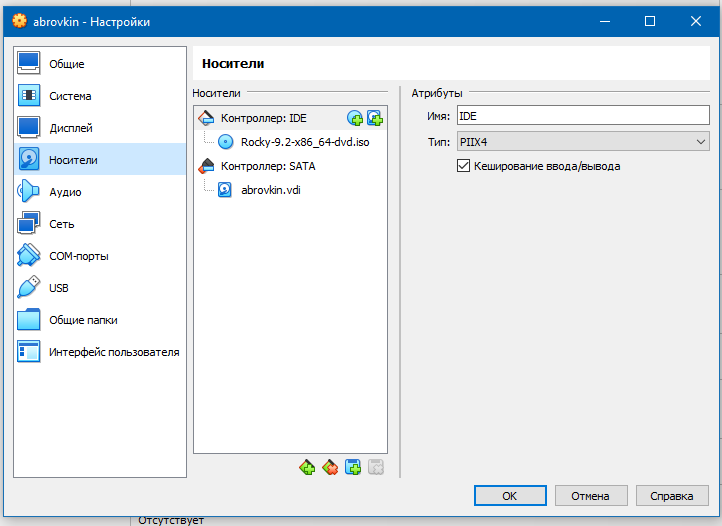 abrovkin - Настройки
Общие
Система
Дисплей
Носители
Аудио
Сеть
COM-порты
USB
Общие папки
Интерфейс пользователя
Носители
Носители
Контроллер: IDE
Rocky-9.2-x86_64-dvd.iso
Контроллер: SATA
abrovkin.vdi
Атрибуты
Имя: IDE
Тип: PIIX4
Кеширование ввода/вывода
OK Отмена Справка
Отсутствует